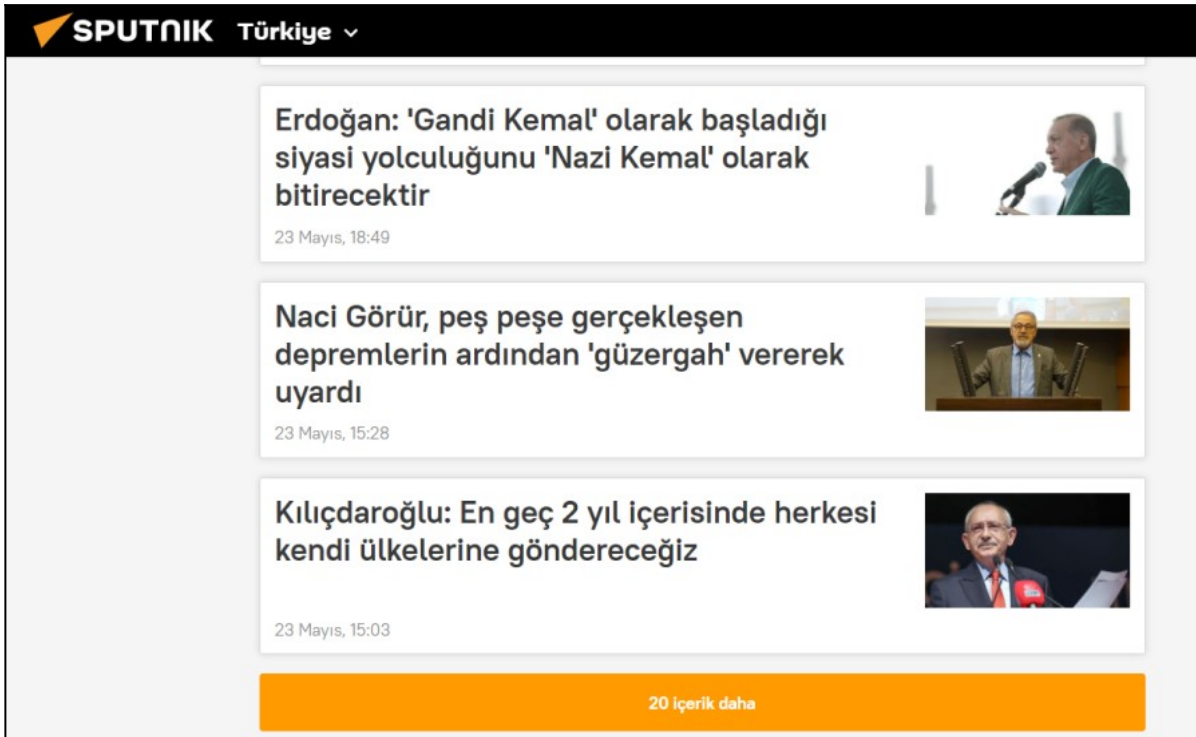 SPUTNIK Türkiye
Erdoğan: 'Gandi Kemal' olarak başladığı
siyasi yolculuğunu 'Nazi Kemal' olarak
bitirecektir
23 Mayıs, 18:49
Naci Görür, peş peşe gerçekleşen
depremlerin ardından 'güzergah' vererek
uyardı
23 Mayıs, 15:28
Kılıçdaroğlu: En geç 2 yıl içerisinde herkesi
kendi ülkelerine göndereceğiz
23 Mayıs, 15:03
20 içerik daha